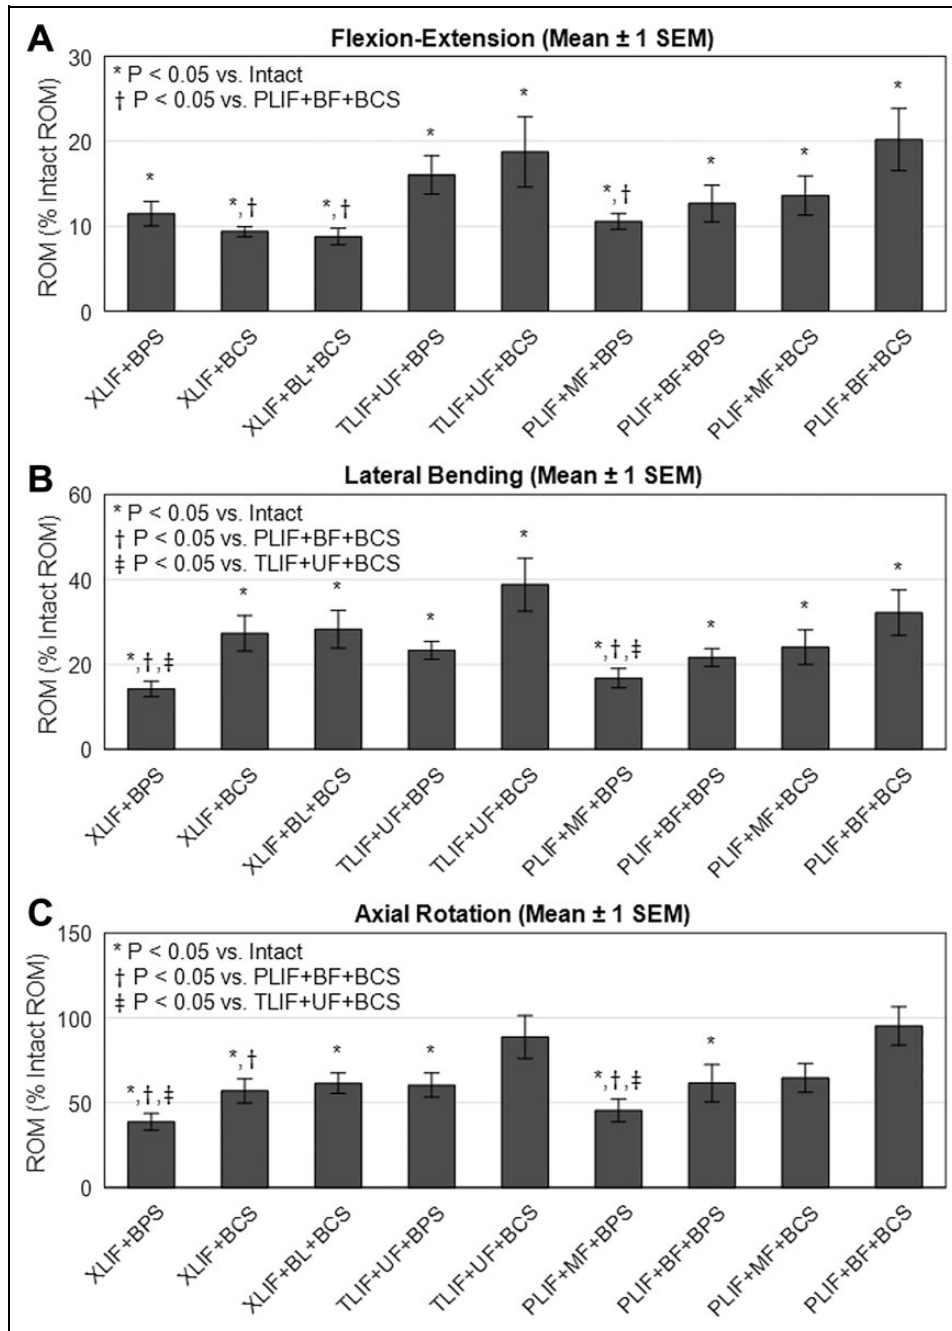 A
Flexion-Extension (Mean ± 1 SEM)
30
* P < 0.05 vs. Intact
† P < 0.05 vs. PLIF+BF+BCS
20
10
0
ROM (% Intact ROM)
*
*,†
*,†
*
*
*,†
*
*
*
XLIF+BPS
XLIF+BCS
XLIF+BL+BCS
TLIF+UF+BPS
TLIF+UF+BCS
PLIF+MF+BPS
PLIF+BF+BPS
PLIF+MF+BCS
PLIF+BF+BCS
B
Lateral Bending (Mean ± 1 SEM)
60
* P < 0.05 vs. Intact
† P < 0.05 vs. PLIF+BF+BCS
‡ P < 0.05 vs. TLIF+UF+BCS
40
20
0
ROM (% Intact ROM)
*,†,‡
*
*
*
*
*,†,‡
*
*
*
XLIF+BPS
XLIF+BCS
XLIF+BL+BCS
TLIF+UF+BPS
TLIF+UF+BCS
PLIF+MF+BPS
PLIF+BF+BPS
PLIF+MF+BCS
PLIF+BF+BCS
C
Axial Rotation (Mean ± 1 SEM)
150
* P < 0.05 vs. Intact
† P < 0.05 vs. PLIF+BF+BCS
‡ P < 0.05 vs. TLIF+UF+BCS
100
50
0
ROM (% Intact ROM)
*,†,‡
*,†
*
*
*,†,‡
*
XLIF+BPS
XLIF+BCS
XLIF+BL+BCS
TLIF+UF+BPS
TLIF+UF+BCS
PLIF+MF+BPS
PLIF+BF+BPS
PLIF+MF+BCS
PLIF+BF+BCS